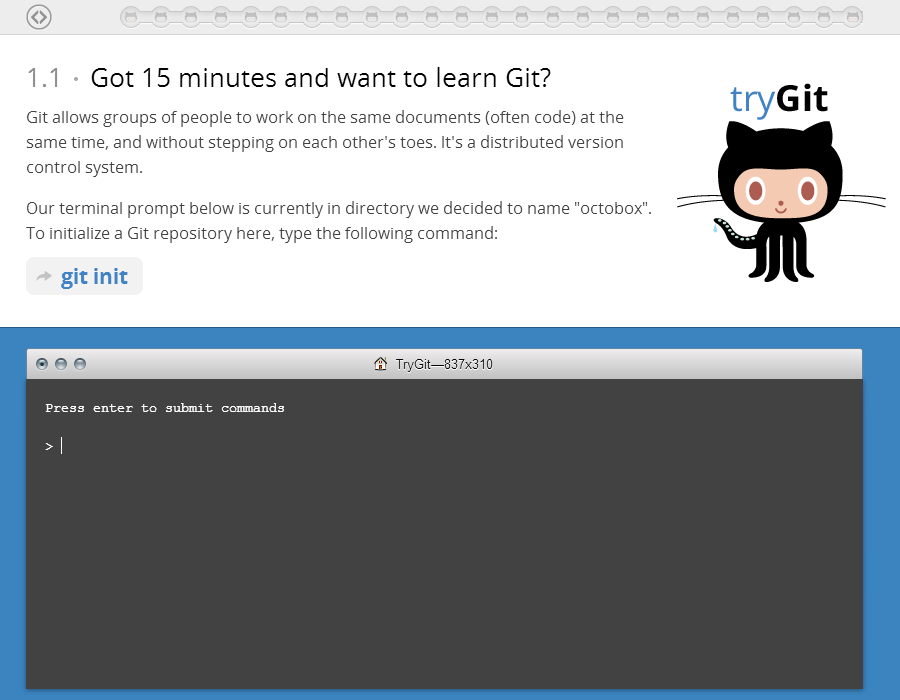 1.1 · Got 15 minutes and want to learn Git?
Git allows groups of people to work on the same documents (often code) at the
same time, and without stepping on each other's toes. It's a distributed version
control system.
Our terminal prompt below is currently in directory we decided to name "octobox".
To initialize a Git repository here, type the following command:
git init
tryGit
TryGit—837x310
Press enter to submit commands
>